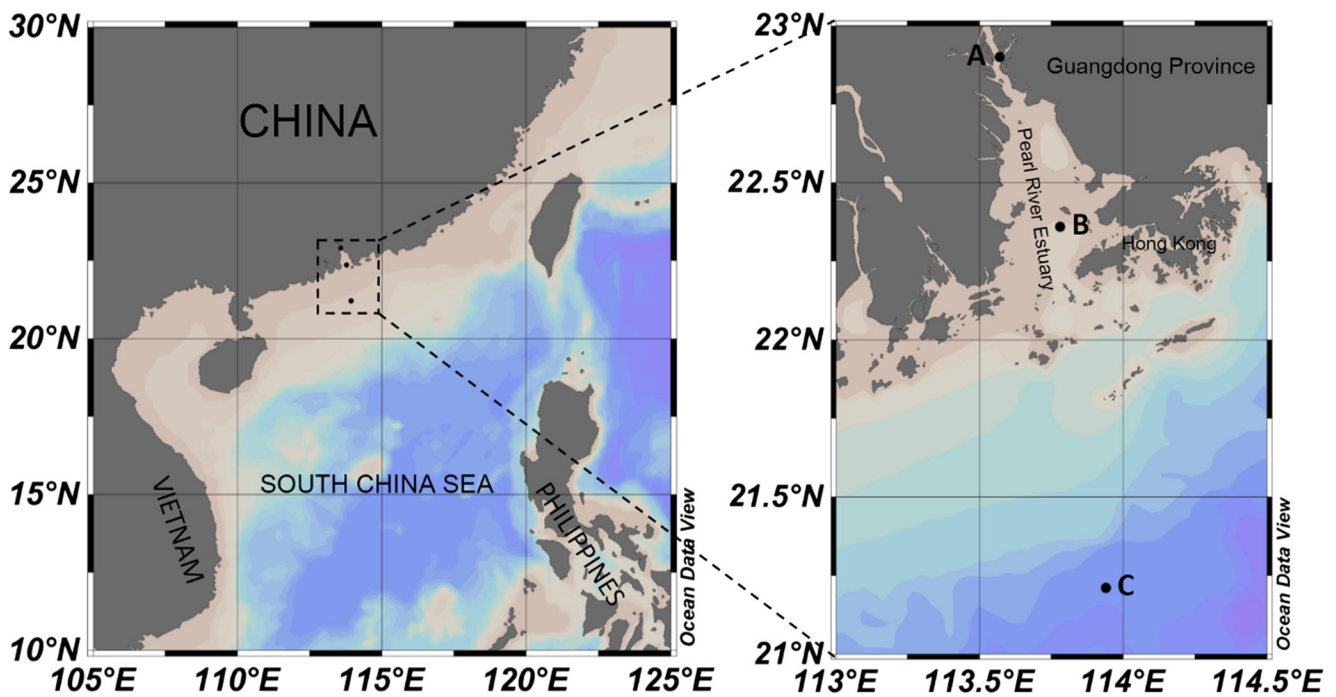 30°N
25°N
20°N
15°N
10°N
105°E
110°E
115°E
120°E
125°E
CHINA
SOUTH CHINA SEA
VIETNAM
PHILIPPINES
Ocean Data View
23°N
22.5°N
22°N
21.5°N
21°N
113°E
113.5°E
114°E
114.5°E
A
Guangdong Province
Pearl River Estuary
B
Hong Kong
C
Ocean Data View